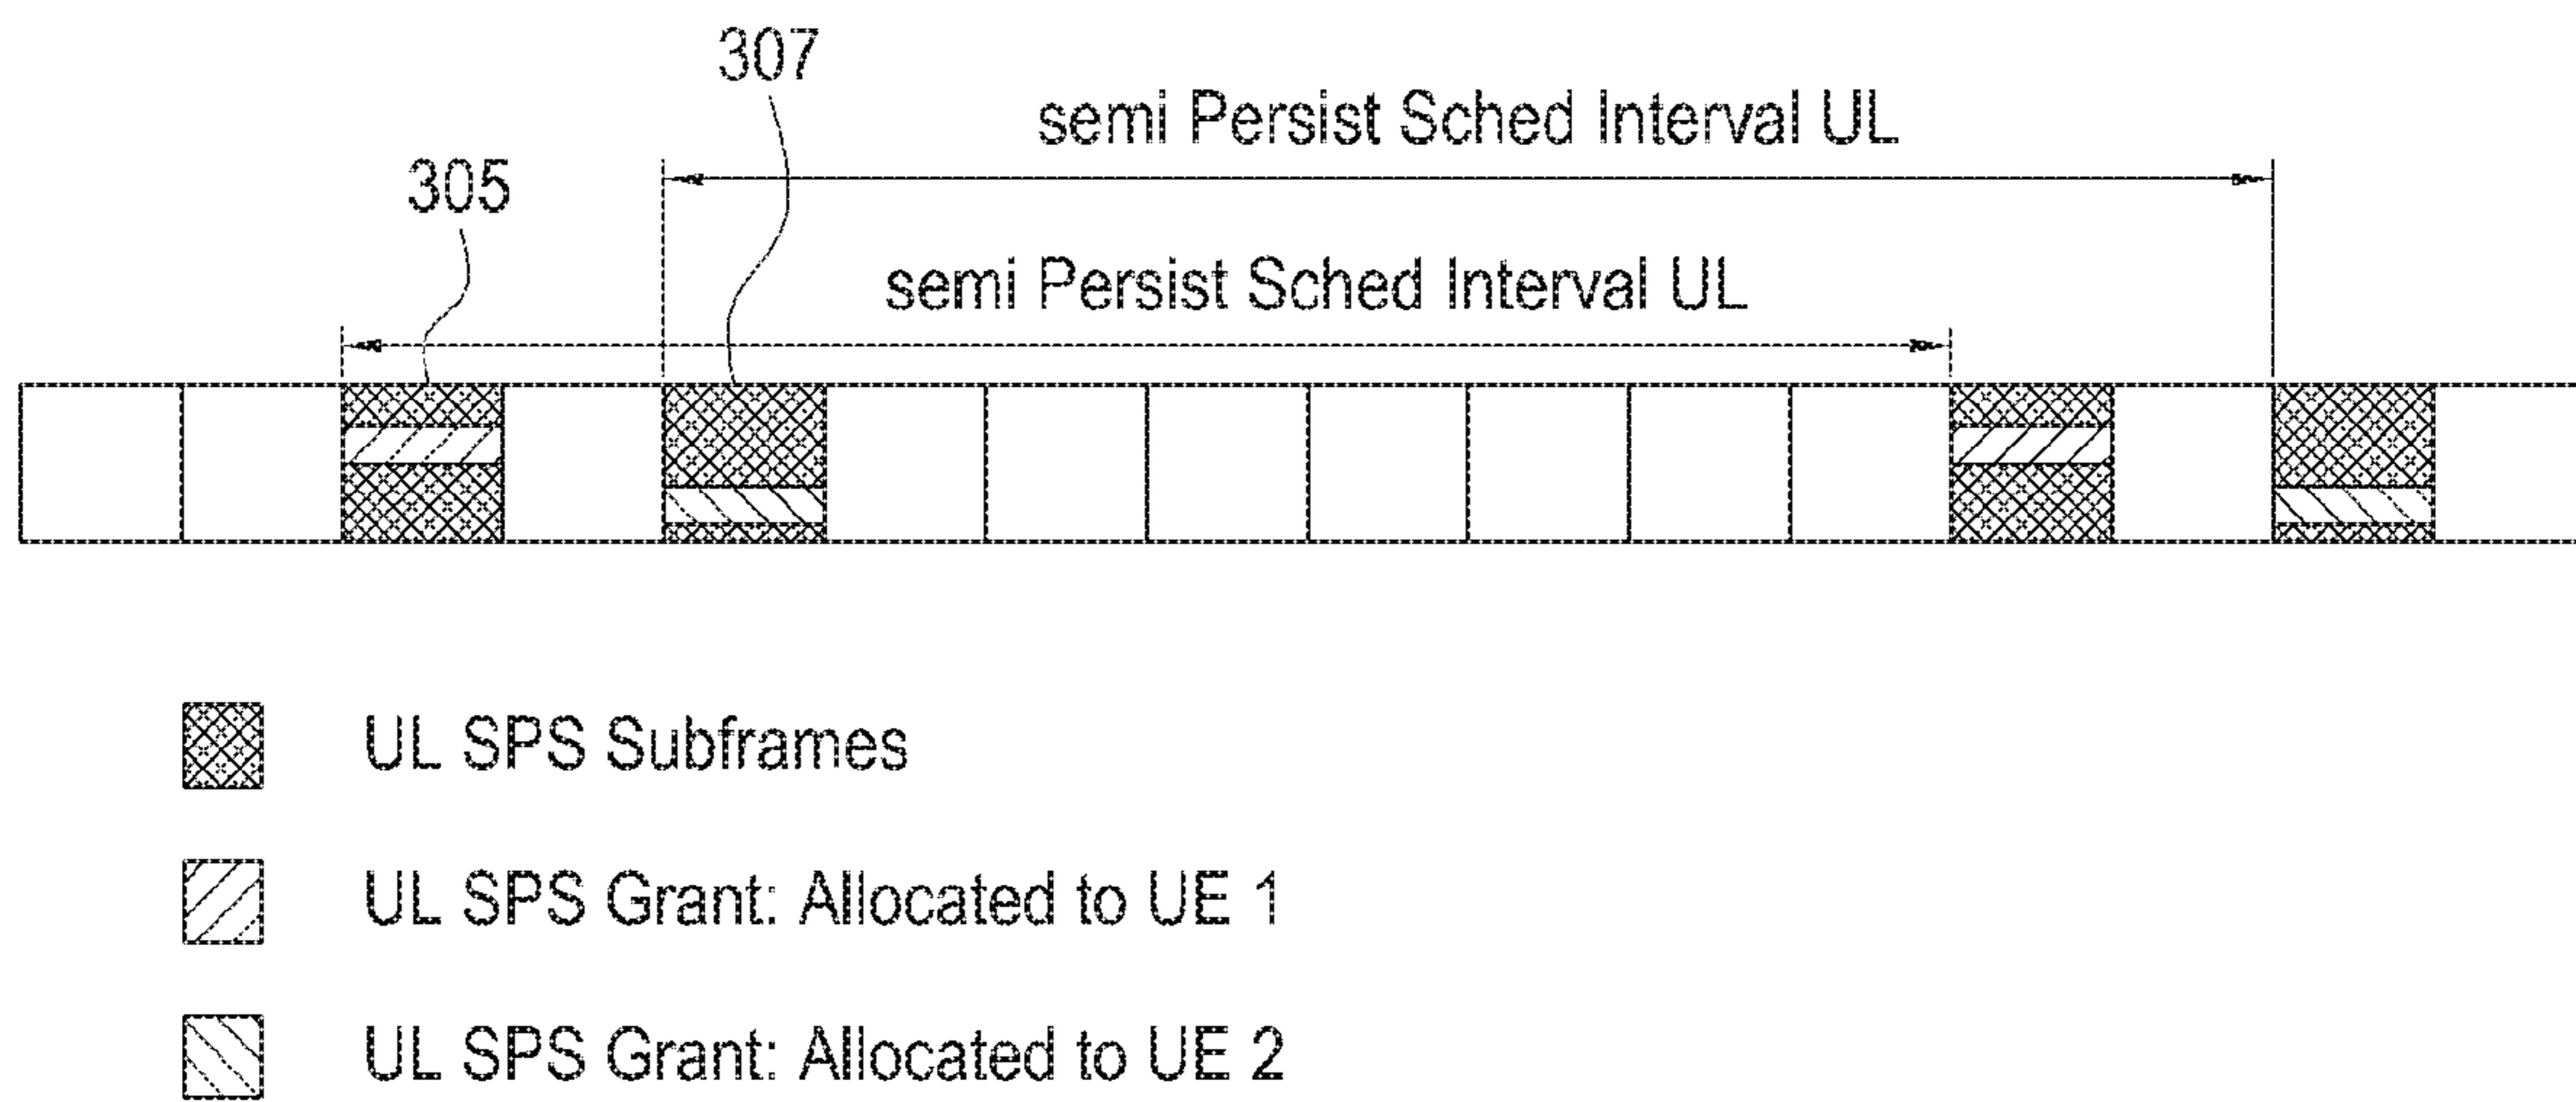 307
semi Persist Sched Interval UL
305
semi Persist Sched Interval UL
UL SPS Subframes
UL SPS Grant: Allocated to UE 1
UL SPS Grant: Allocated to UE 2